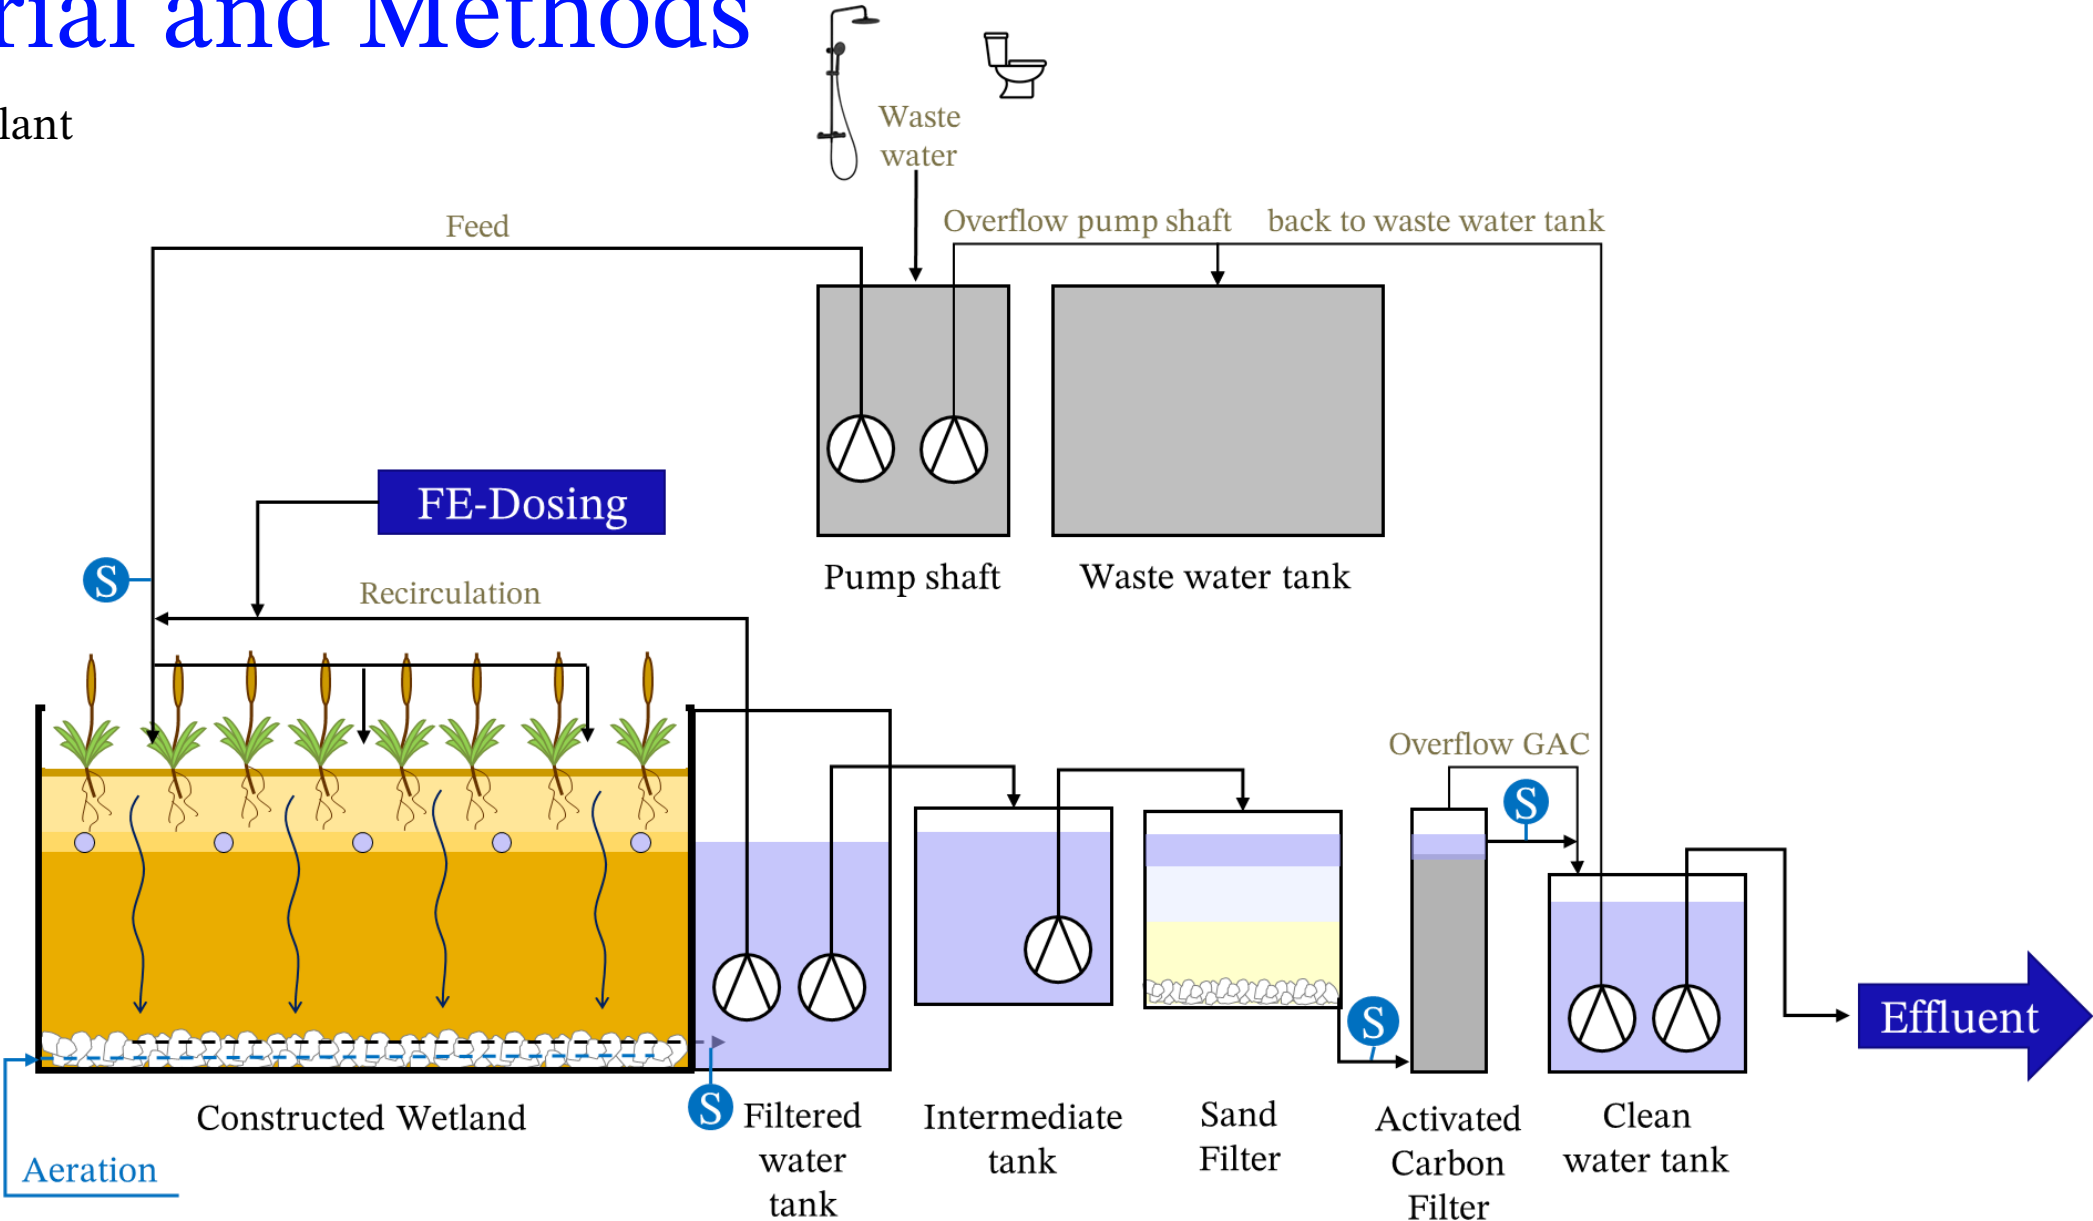 rial and Methods
lant
Waste
water
Feed
Overflow pump shaft
back to waste water tank
FE-Dosing
S
Recirculation
Pump shaft
Waste water tank
Overflow GAC
S
S
Effluent
S
Constructed Wetland
Filtered
water
tank
Intermediate
tank
Sand
Filter
Activated
Carbon
Filter
Clean
water tank
Aeration